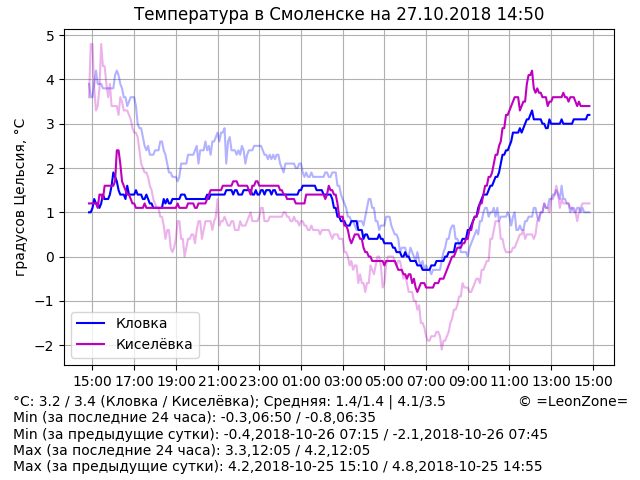 Температура в Смоленске на 27.10.2018 14:50
градусов Цельсия, °C
5
4
3
2
1
0
−1
−2
Кловка
Киселёвка
15:00 17:00 19:00 21:00 23:00 01:00 03:00 05:00 07:00 09:00 11:00 13:00 15:00
°C: 3.2 / 3.4 (Кловка / Киселёвка); Средняя: 1.4/1.4 | 4.1/3.5 © =LeonZone=
Min (за последние 24 часа): -0.3,06:50 / -0.8,06:35
Min (за предыдущие сутки): -0.4,2018-10-26 07:15 / -2.1,2018-10-26 07:45
Max (за последние 24 часа): 3.3,12:05 / 4.2,12:05
Max (за предыдущие сутки): 4.2,2018-10-25 15:10 / 4.8,2018-10-25 14:55